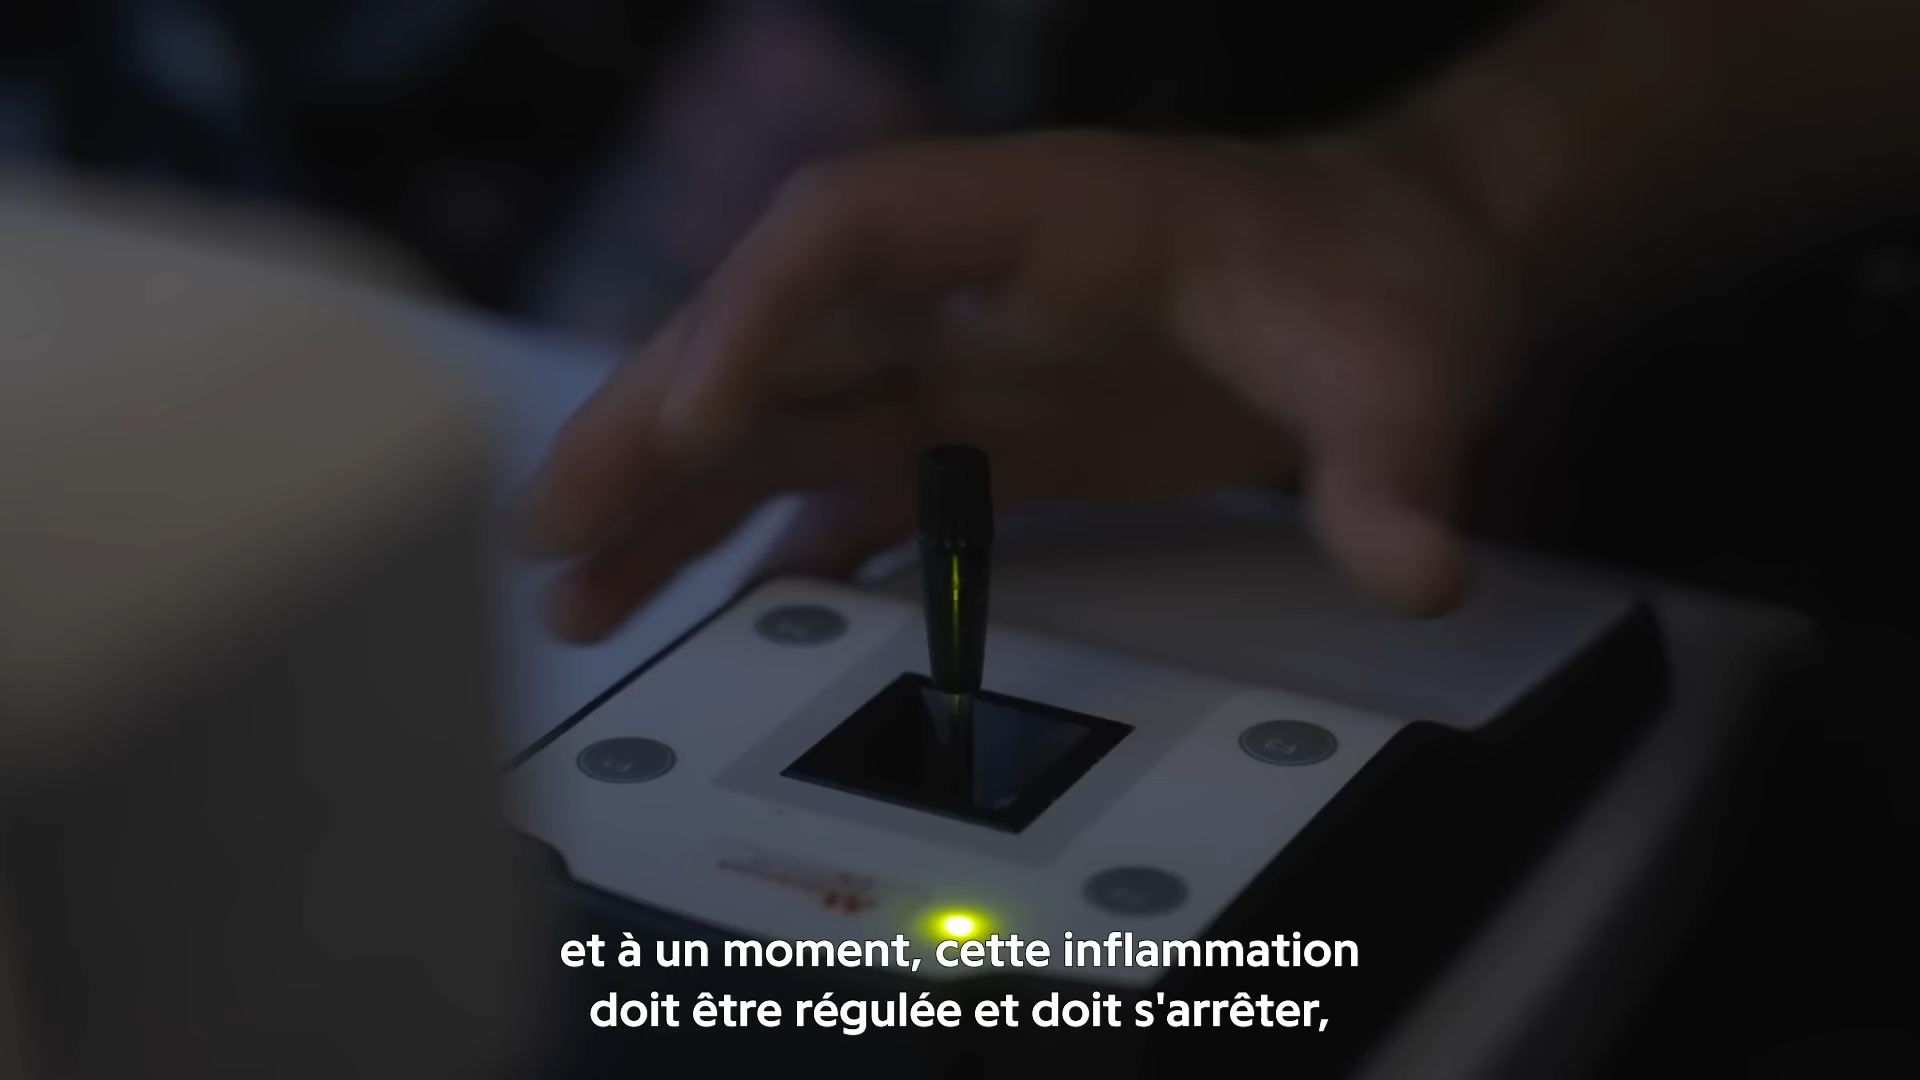 et à un moment, cette inflammation
doit être régulée et doit s'arrêter,